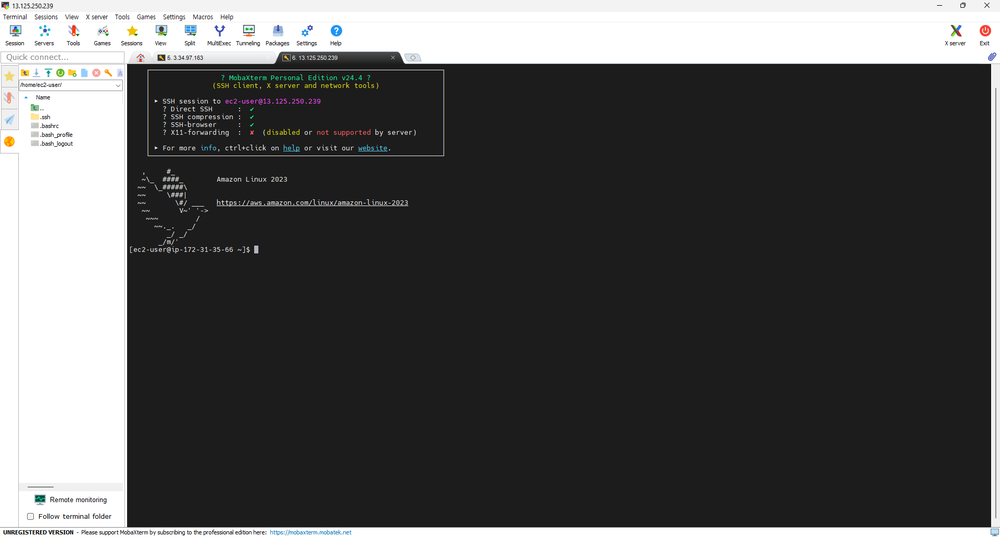 13.125.250.239
Terminal Sessions View X server Tools Games Settings Macros Help
Session Servers Tools Games Sessions View Split MultiExec Tunneling Packages Settings Help X server Exit
Quick connect...
5. 3.34.97.163
6. 13.125.250.239
/home/ec2-user/
Name
..
.ssh
.bashrc
.bash_profile
.bash_logout
Remote monitoring
Follow terminal folder
? MobaXterm Personal Edition v24.4 ?
(SSH client, X server and network tools)
➤ SSH session to ec2-user@13.125.250.239
? Direct SSH      :  ✔
? SSH compression :  ✔
? SSH-browser     :  ✔
? X11-forwarding  :  ✘  (disabled or not supported by server)
➤ For more info, ctrl+click on help or visit our website.
   ,     #_
   ~\_  ####_        Amazon Linux 2023
  ~~  \_#####\
  ~~     \###|
  ~~       \#/ ___   https://aws.amazon.com/linux/amazon-linux-2023
   ~~       V~' '->
    ~~~         /
      ~~._.   _/
         _/ _/
       _/m/'
[ec2-user@ip-172-31-35-66 ~]$
UNREGISTERED VERSION - Please support MobaXterm by subscribing to the professional edition here: https://mobaxterm.mobatek.net